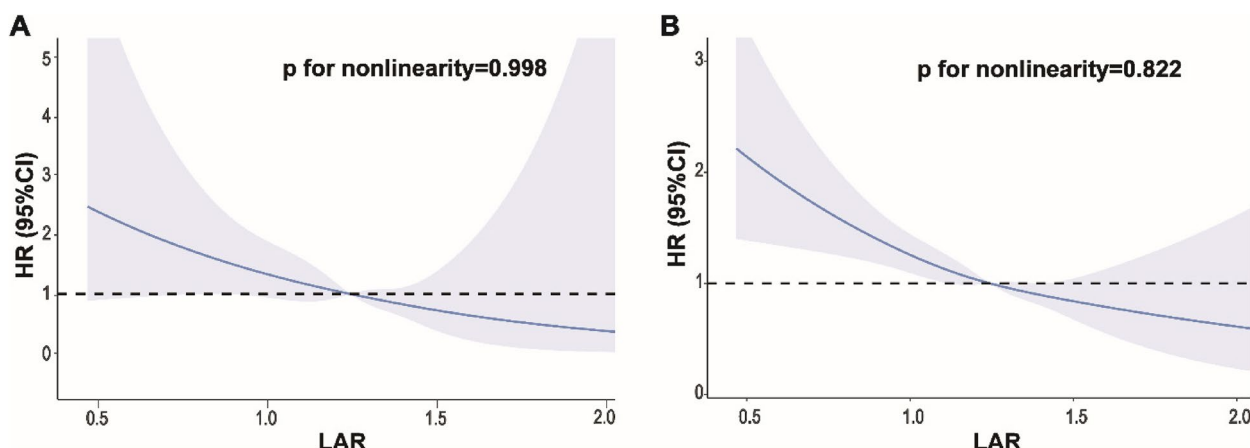 A
p for nonlinearity=0.998
HR (95%CI)
5
4
3
2
1
0
0.5
1.0
1.5
2.0
LAR
B
p for nonlinearity=0.822
HR (95%CI)
3
2
1
0
0.5
1.0
1.5
2.0
LAR